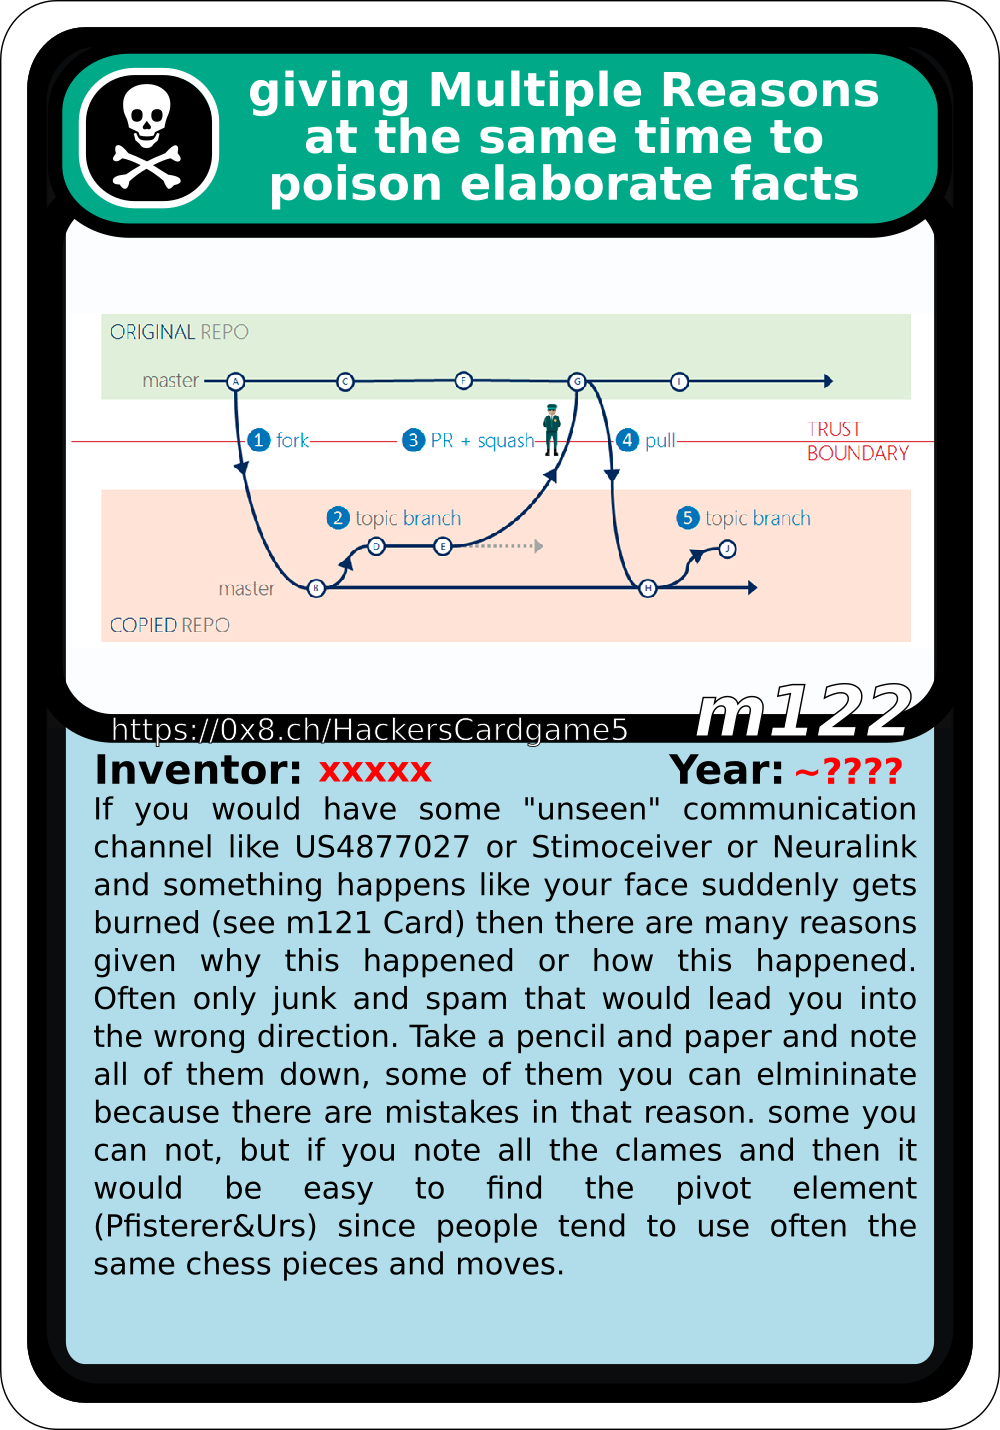 giving Multiple Reasons
at the same time to
poison elaborate facts
ORIGINAL REPO
master
A
C
F
G
I
1 fork
3 PR + squash
4 pull
TRUST
BOUNDARY
2 topic branch
5 topic branch
D
E
J
master
B
H
COPIED REPO
m122
https://0x8.ch/HackersCardgame5
Inventor: xxxxx Year: ~????
If you would have some "unseen" communication
channel like US4877027 or Stimoceiver or Neuralink
and something happens like your face suddenly gets
burned (see m121 Card) then there are many reasons
given why this happened or how this happened.
Often only junk and spam that would lead you into
the wrong direction. Take a pencil and paper and note
all of them down, some of them you can elmininate
because there are mistakes in that reason. some you
can not, but if you note all the clames and then it
would be easy to find the pivot element
(Pfisterer&Urs) since people tend to use often the
same chess pieces and moves.